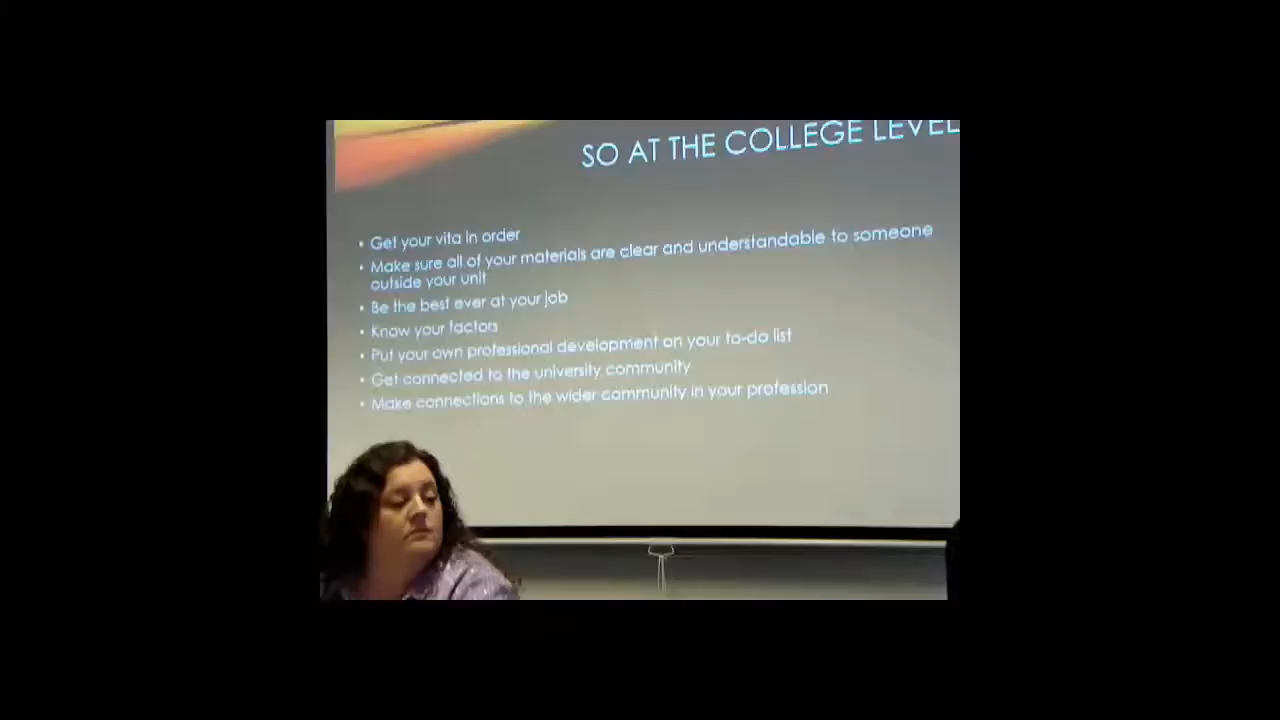 SO AT THE COLLEGE LEVEL
• Get your vita in order
• Make sure all of your materials are clear and understandable to someone
outside your unit
• Be the best ever at your job
• Know your factors
• Put your own professional development on your to-do list
• Get connected to the university community
• Make connections to the wider community in your profession